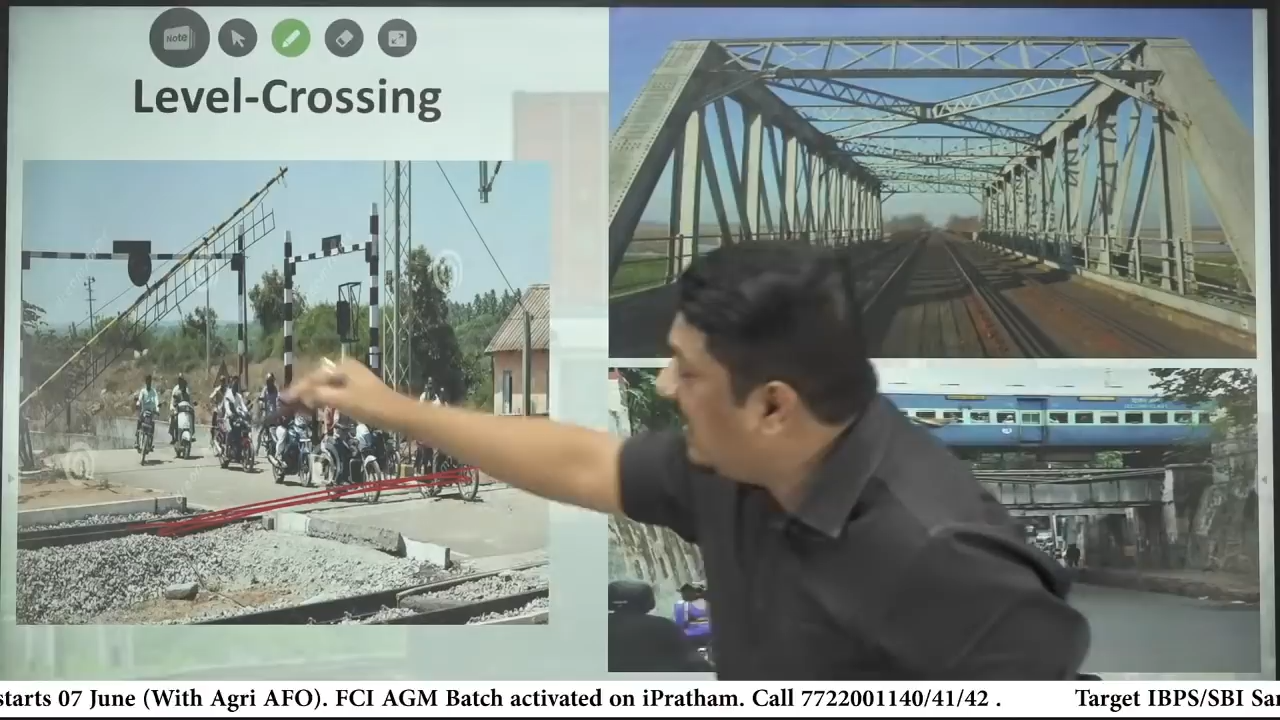 Note
Level-Crossing
starts 07 June (With Agri AFO). FCI AGM Batch activated on iPratham. Call 7722001140/41/42 .
Target IBPS/SBI Sa